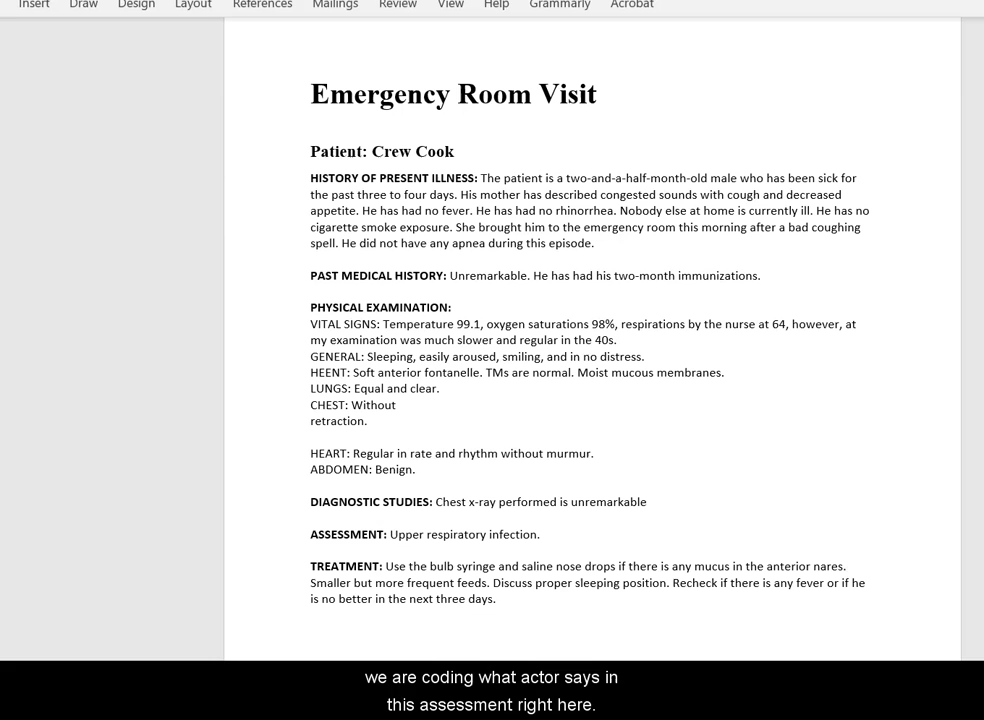 Insert Draw Design Layout References Mailings Review View Help Grammarly Acrobat
Emergency Room Visit
Patient: Crew Cook
HISTORY OF PRESENT ILLNESS: The patient is a two-and-a-half-month-old male who has been sick for
the past three to four days. His mother has described congested sounds with cough and decreased
appetite. He has had no fever. He has had no rhinorrhea. Nobody else at home is currently ill. He has no
cigarette smoke exposure. She brought him to the emergency room this morning after a bad coughing
spell. He did not have any apnea during this episode.
PAST MEDICAL HISTORY: Unremarkable. He has had his two-month immunizations.
PHYSICAL EXAMINATION:
VITAL SIGNS: Temperature 99.1, oxygen saturations 98%, respirations by the nurse at 64, however, at
my examination was much slower and regular in the 40s.
GENERAL: Sleeping, easily aroused, smiling, and in no distress.
HEENT: Soft anterior fontanelle. TMs are normal. Moist mucous membranes.
LUNGS: Equal and clear.
CHEST: Without
retraction.
HEART: Regular in rate and rhythm without murmur.
ABDOMEN: Benign.
DIAGNOSTIC STUDIES: Chest x-ray performed is unremarkable
ASSESSMENT: Upper respiratory infection.
TREATMENT: Use the bulb syringe and saline nose drops if there is any mucus in the anterior nares.
Smaller but more frequent feeds. Discuss proper sleeping position. Recheck if there is any fever or if he
is no better in the next three days.
we are coding what actor says in
this assessment right here.